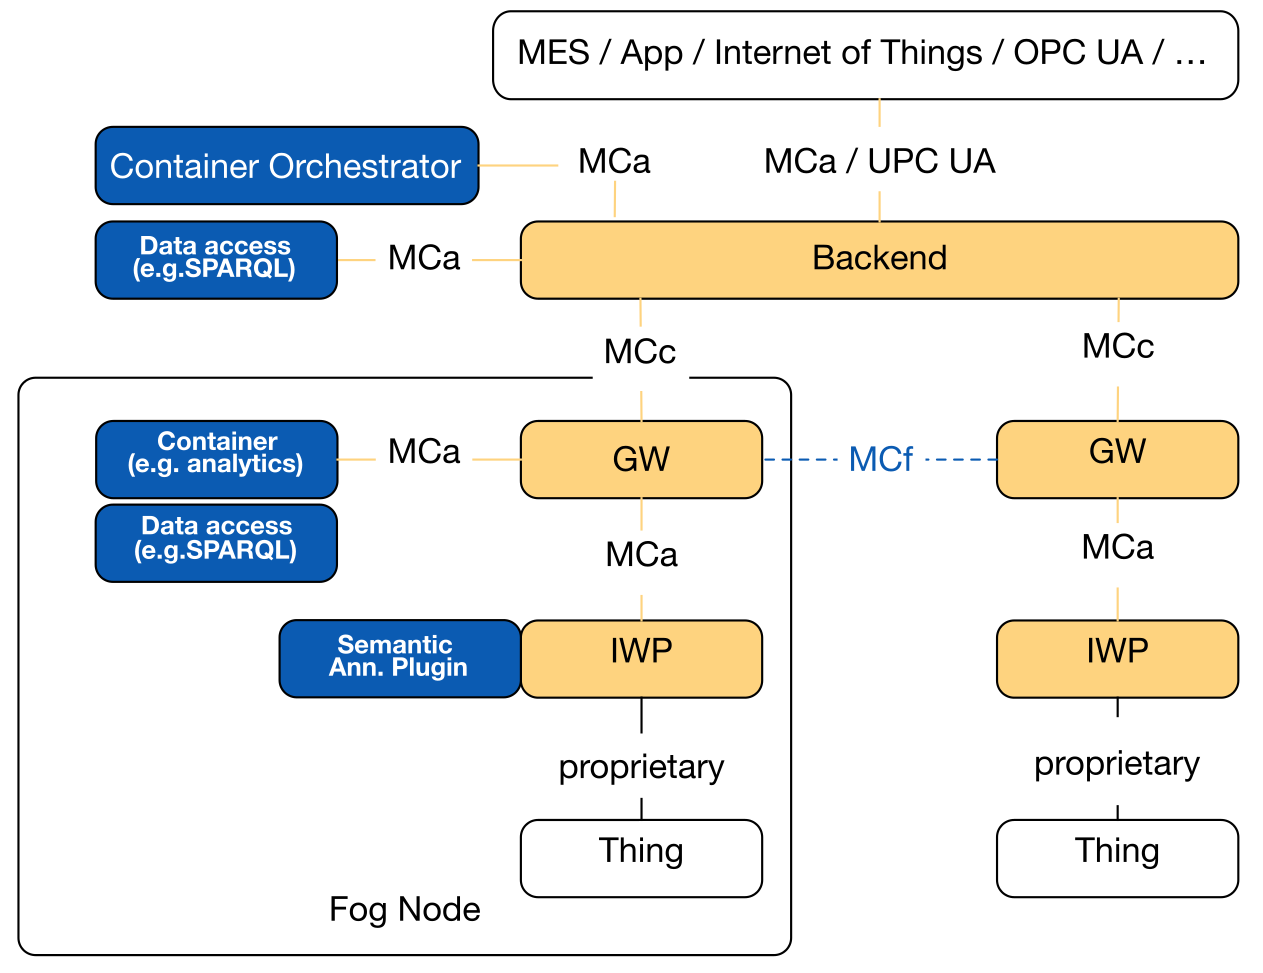 MES / App / Internet of Things / OPC UA / …
Container Orchestrator
MCa
MCa / UPC UA
Data access
(e.g.SPARQL)
MCa
Backend
MCc
MCc
Container
(e.g. analytics)
MCa
GW
MCf
GW
Data access
(e.g.SPARQL)
MCa
MCa
Semantic
Ann. Plugin
IWP
IWP
proprietary
proprietary
Thing
Thing
Fog Node